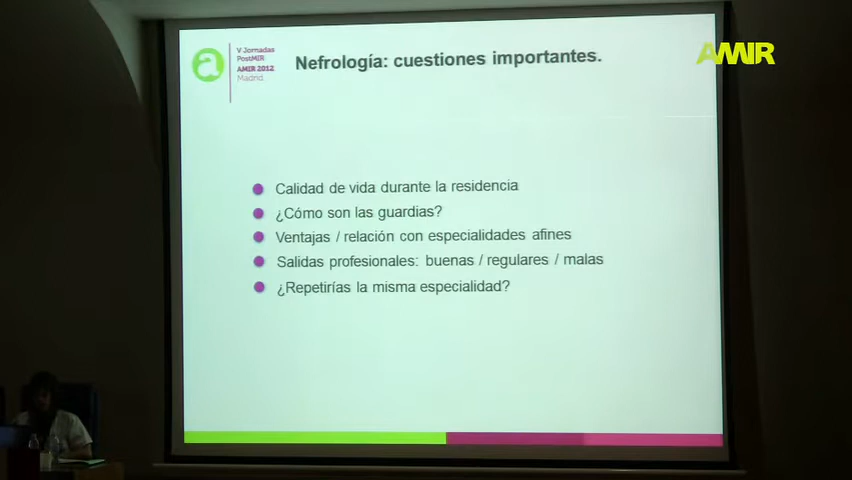 V Jornadas
PostMIR
AMIR 2012
Madrid
Nefrología: cuestiones importantes.
AMIR
Calidad de vida durante la residencia
¿Cómo son las guardias?
Ventajas / relación con especialidades afines
Salidas profesionales: buenas / regulares / malas
¿Repetirías la misma especialidad?